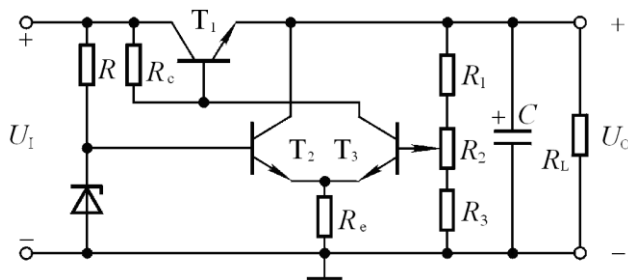 T1
+
+
R
Rc
R1
+
C
UI
T2
T3
R2
RL
UO
Re
R3
−
−